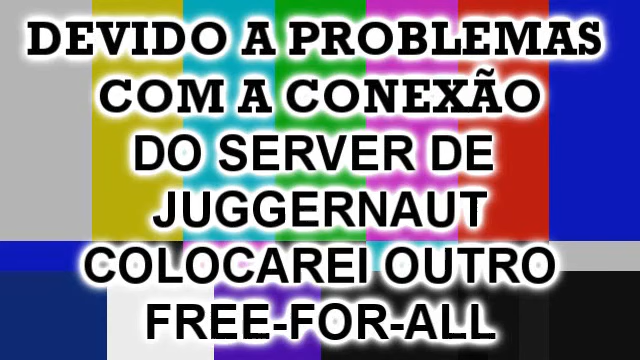 DEVIDO A PROBLEMAS
COM A CONEXÃO
DO SERVER DE
JUGGERNAUT
COLOCAREI OUTRO
FREE-FOR-ALL